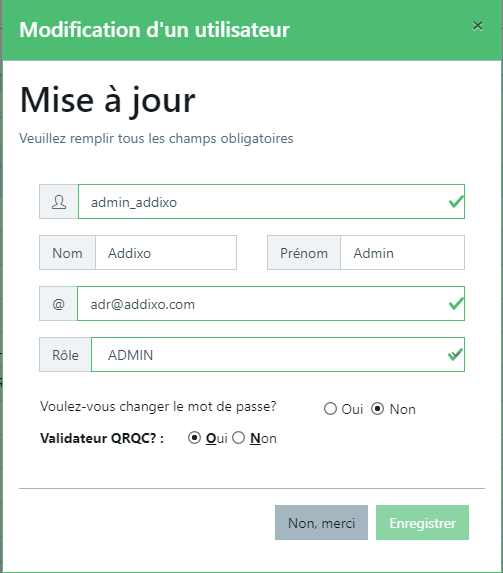 Modification d'un utilisateur ×
Mise à jour
Veuillez remplir tous les champs obligatoires
admin_addixo
Nom Addixo Prénom Admin
@ adr@addixo.com
Rôle ADMIN
Voulez-vous changer le mot de passe? Oui Non
Validateur QRQC? : Oui Non
Non, merci Enregistrer